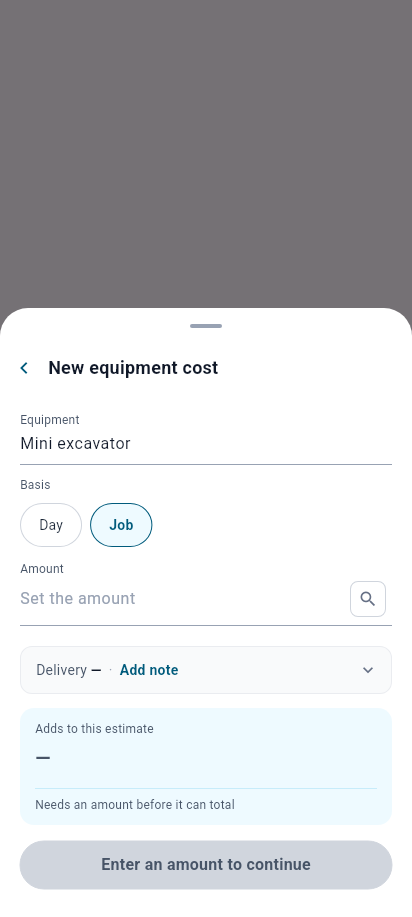 New equipment cost
Equipment
Mini excavator
Basis
Day
Job
Amount
Set the amount
Delivery — · Add note
Adds to this estimate
—
Needs an amount before it can total
Enter an amount to continue